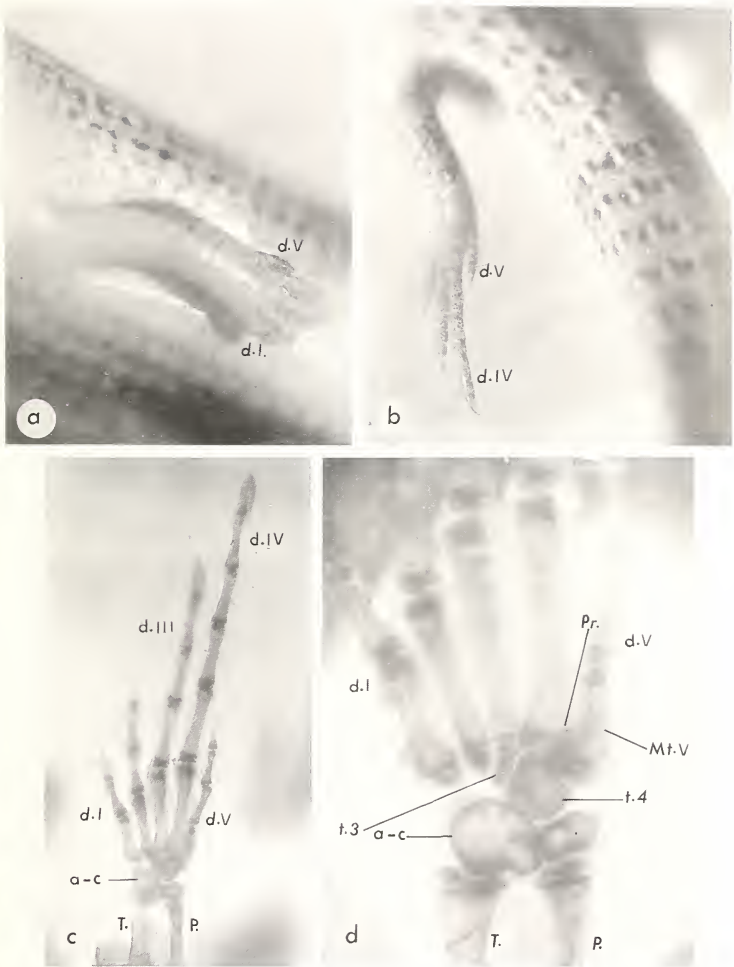 d.V
d.I.
a
d.V
d.IV
b
d.IV
d.III
d.I
d.V
a-c
T.
P.
c
Pr.
d.V
d.I
Mt.V
t.4
t.3
a-c
T.
P.
d